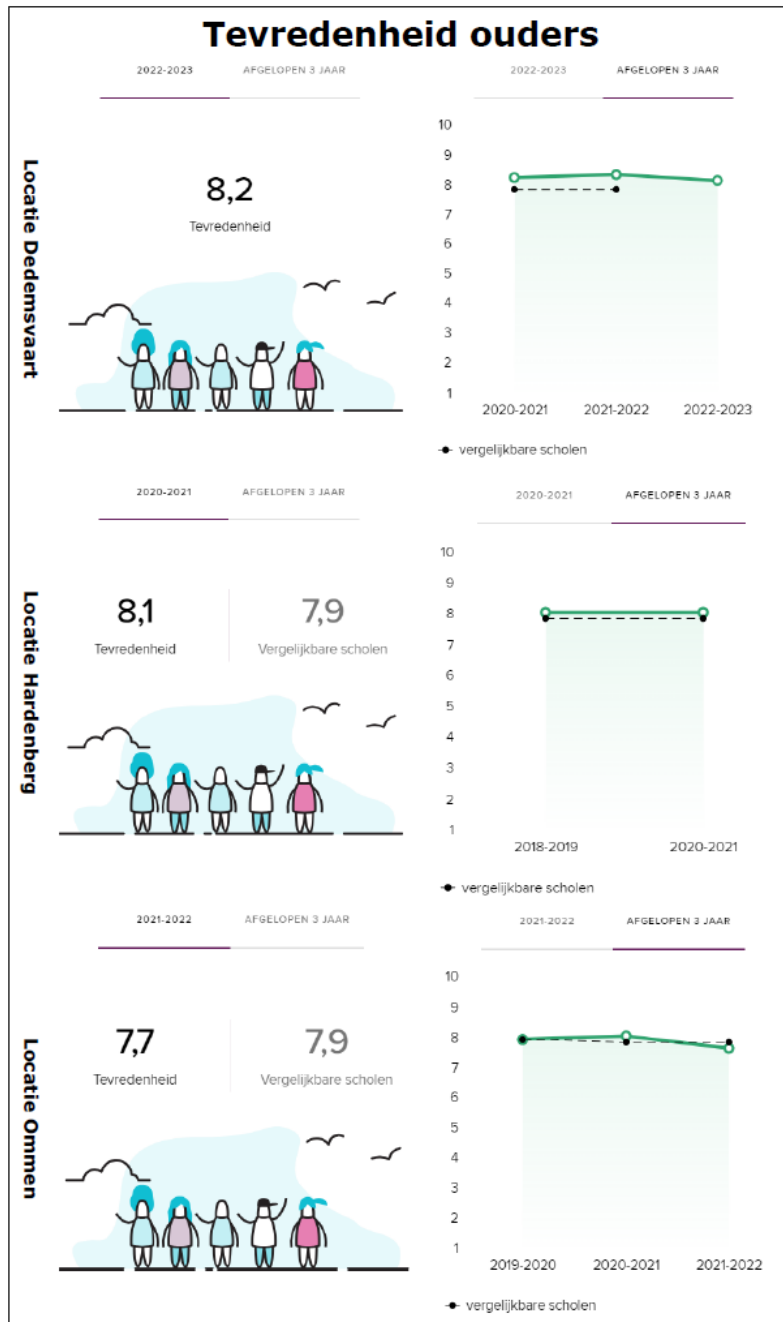 Tevredenheid ouders
Locatie Dedemsvaart
2022-2023 AFGELOPEN 3 JAAR
8,2
Tevredenheid
2022-2023 AFGELOPEN 3 JAAR
10
9
8
7
6
5
4
3
2
1
2020-2021 2021-2022 2022-2023
vergelijkbare scholen
Locatie Hardenberg
2020-2021 AFGELOPEN 3 JAAR
8,1 7,9
Tevredenheid Vergelijkbare scholen
2020-2021 AFGELOPEN 3 JAAR
10
9
8
7
6
5
4
3
2
1
2018-2019 2020-2021
vergelijkbare scholen
Locatie Ommen
2021-2022 AFGELOPEN 3 JAAR
7,7 7,9
Tevredenheid Vergelijkbare scholen
2021-2022 AFGELOPEN 3 JAAR
10
9
8
7
6
5
4
3
2
1
2019-2020 2020-2021 2021-2022
vergelijkbare scholen